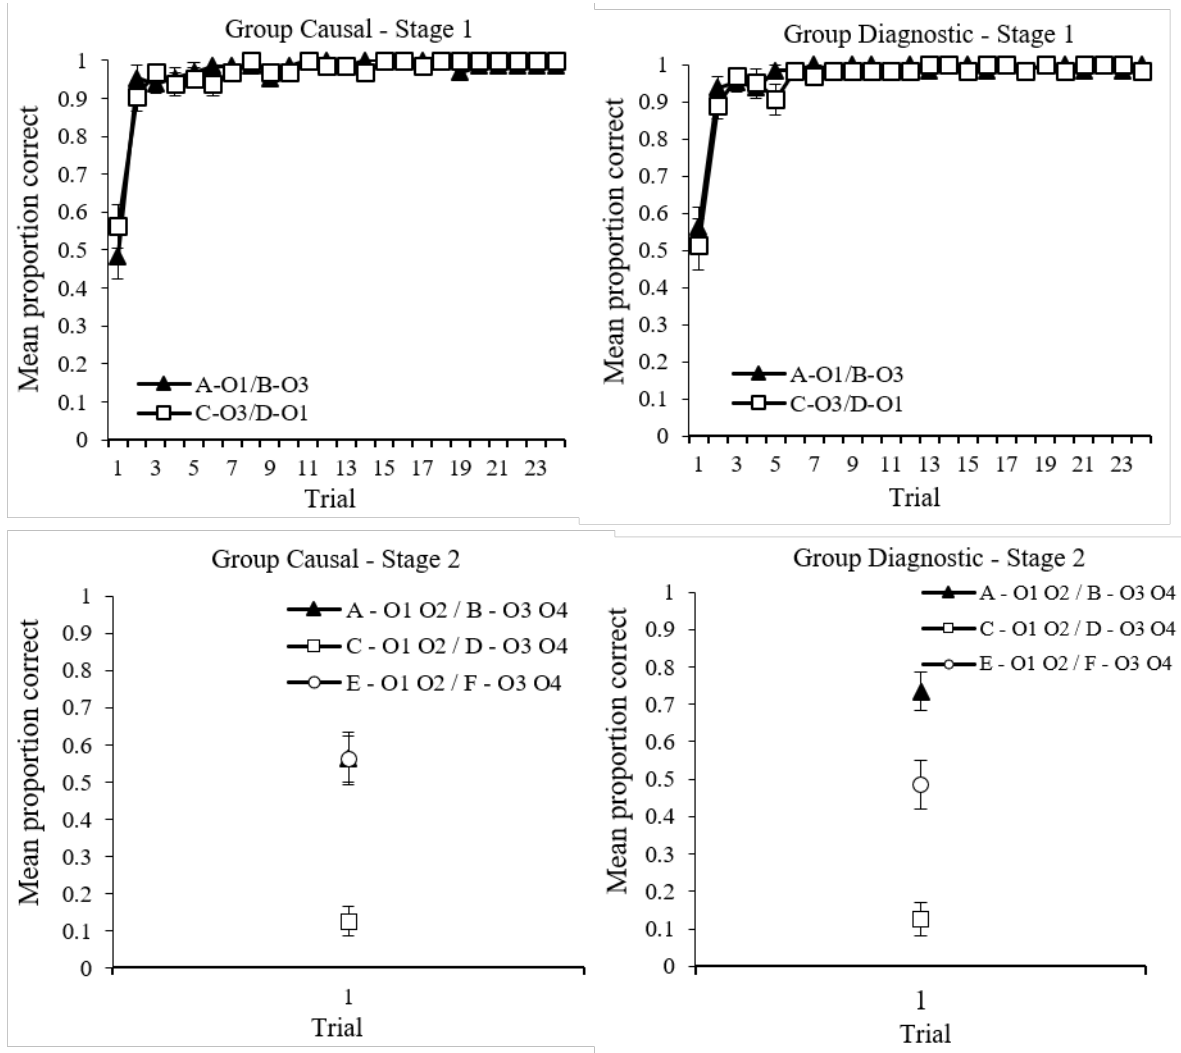 Group Causal - Stage 1
Mean proportion correct
1
0.9
0.8
0.7
0.6
0.5
0.4
0.3
0.2
0.1
0
A-O1/B-O3
C-O3/D-O1
1 3 5 7 9 11 13 15 17 19 21 23
Trial
Group Diagnostic - Stage 1
Mean proportion correct
1
0.9
0.8
0.7
0.6
0.5
0.4
0.3
0.2
0.1
0
A-O1/B-O3
C-O3/D-O1
1 3 5 7 9 11 13 15 17 19 21 23
Trial
Group Causal - Stage 2
Mean proportion correct
1
0.9
0.8
0.7
0.6
0.5
0.4
0.3
0.2
0.1
0
A - O1 O2 / B - O3 O4
C - O1 O2 / D - O3 O4
E - O1 O2 / F - O3 O4
1
Trial
Group Diagnostic - Stage 2
Mean proportion correct
1
0.9
0.8
0.7
0.6
0.5
0.4
0.3
0.2
0.1
0
A - O1 O2 / B - O3 O4
C - O1 O2 / D - O3 O4
E - O1 O2 / F - O3 O4
1
Trial